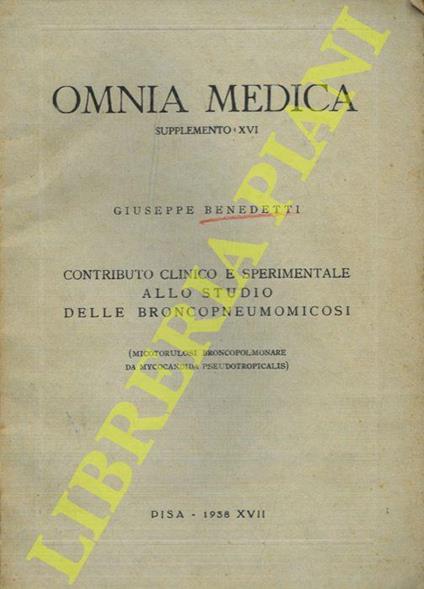 OMNIA MEDICA
SUPPLEMENTO XVI
GIUSEPPE BENEDETTI
CONTRIBUTO CLINICO E SPERIMENTALE
ALLO STUDIO
DELLE BRONCOPNEUMOMICOSI
(MICOTORULOSI BRONCOPOLMONARE
DA MYCOCANDIDA PSEUDOTROPICALIS)
PISA - 1938 XVII
LIBRERIA PIANI